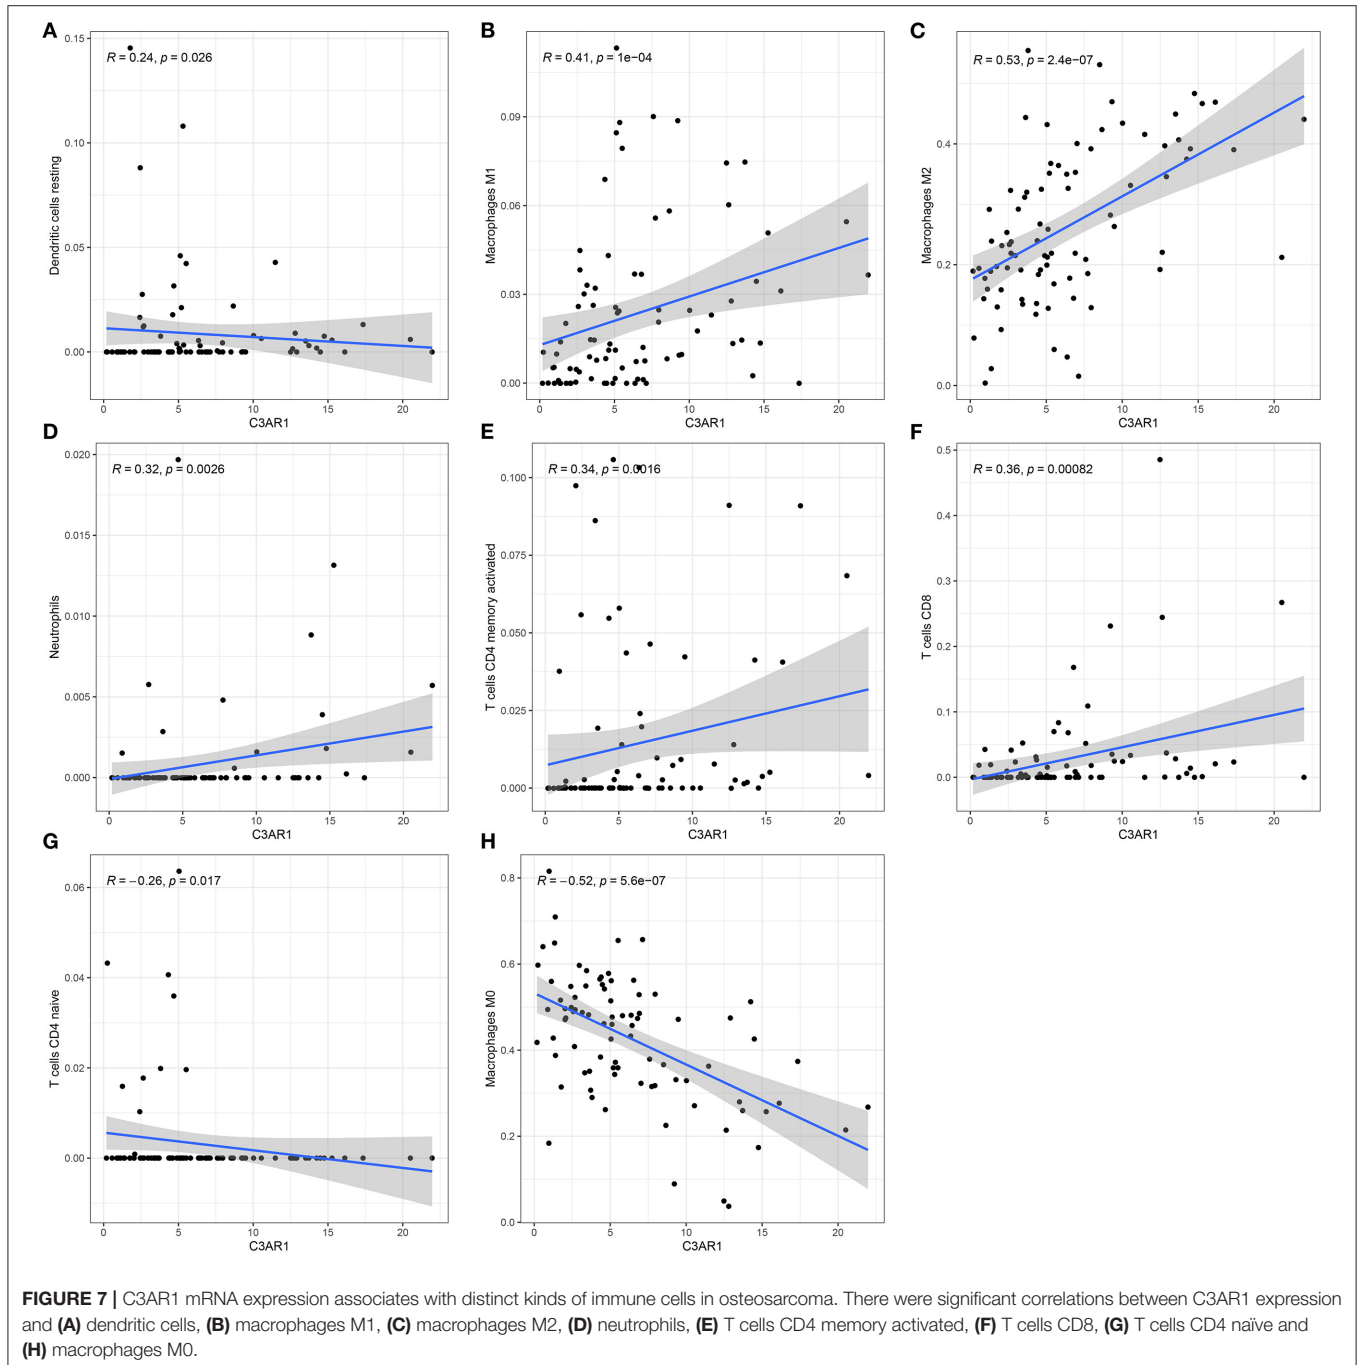 A
R = 0.24, p = 0.026
Dendritic cells resting
0.15
0.10
0.05
0.00
0 5 10 15 20
C3AR1
B
R = 0.41, p = 1e−04
Macrophages M1
0.09
0.06
0.03
0.00
0 5 10 15 20
C3AR1
C
R = 0.53, p = 2.4e−07
Macrophages M2
0.4
0.2
0.0
0 5 10 15 20
C3AR1
D
R = 0.32, p = 0.0026
Neutrophils
0.020
0.015
0.010
0.005
0.000
0 5 10 15 20
C3AR1
E
R = 0.34, p = 0.0016
T cells CD4 memory activated
0.100
0.075
0.050
0.025
0.000
0 5 10 15 20
C3AR1
F
R = 0.36, p = 0.00082
T cells CD8
0.5
0.4
0.3
0.2
0.1
0.0
0 5 10 15 20
C3AR1
G
R = −0.26, p = 0.017
T cells CD4 naive
0.06
0.04
0.02
0.00
0 5 10 15 20
C3AR1
H
R = −0.52, p = 5.6e−07
Macrophages M0
0.8
0.6
0.4
0.2
0.0
0 5 10 15 20
C3AR1
FIGURE 7 | C3AR1 mRNA expression associates with distinct kinds of immune cells in osteosarcoma. There were significant correlations between C3AR1 expression
and (A) dendritic cells, (B) macrophages M1, (C) macrophages M2, (D) neutrophils, (E) T cells CD4 memory activated, (F) T cells CD8, (G) T cells CD4 naïve and
(H) macrophages M0.